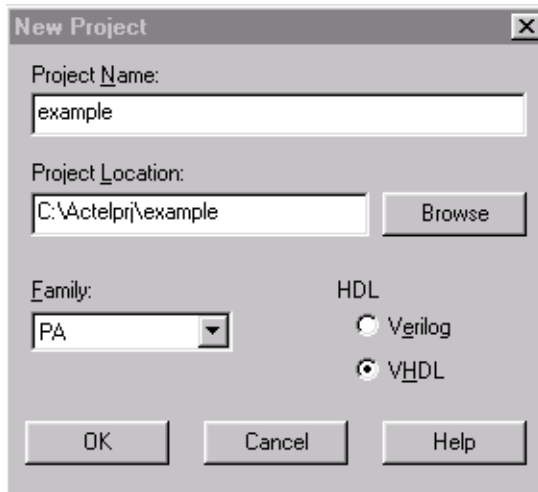 New Project
Project Name:
example
Project Location:
C:\Actelprj\example
Browse
Family:
HDL
PA
Verilog
VHDL
OK
Cancel
Help